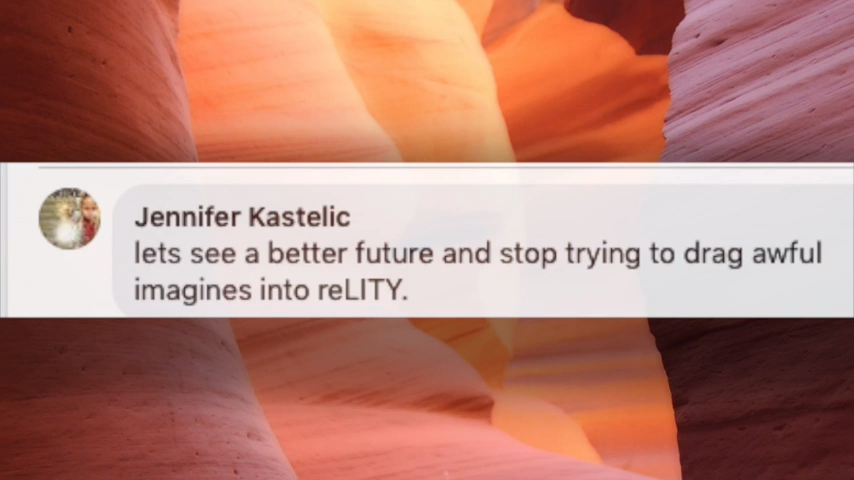 Jennifer Kastelic
lets see a better future and stop trying to drag awful
imagines into reLITY.